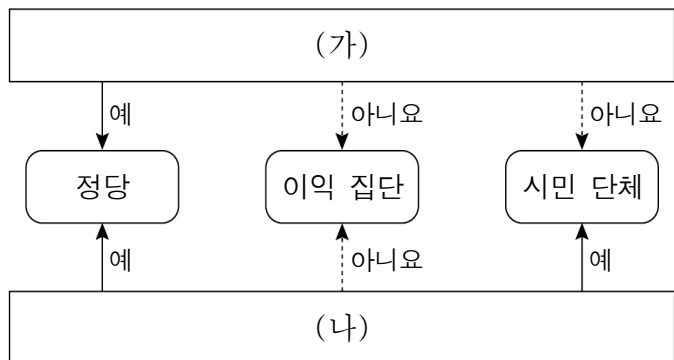 (가)
예 아니요 아니요
정당 이익 집단 시민 단체
예 아니요 예
(나)